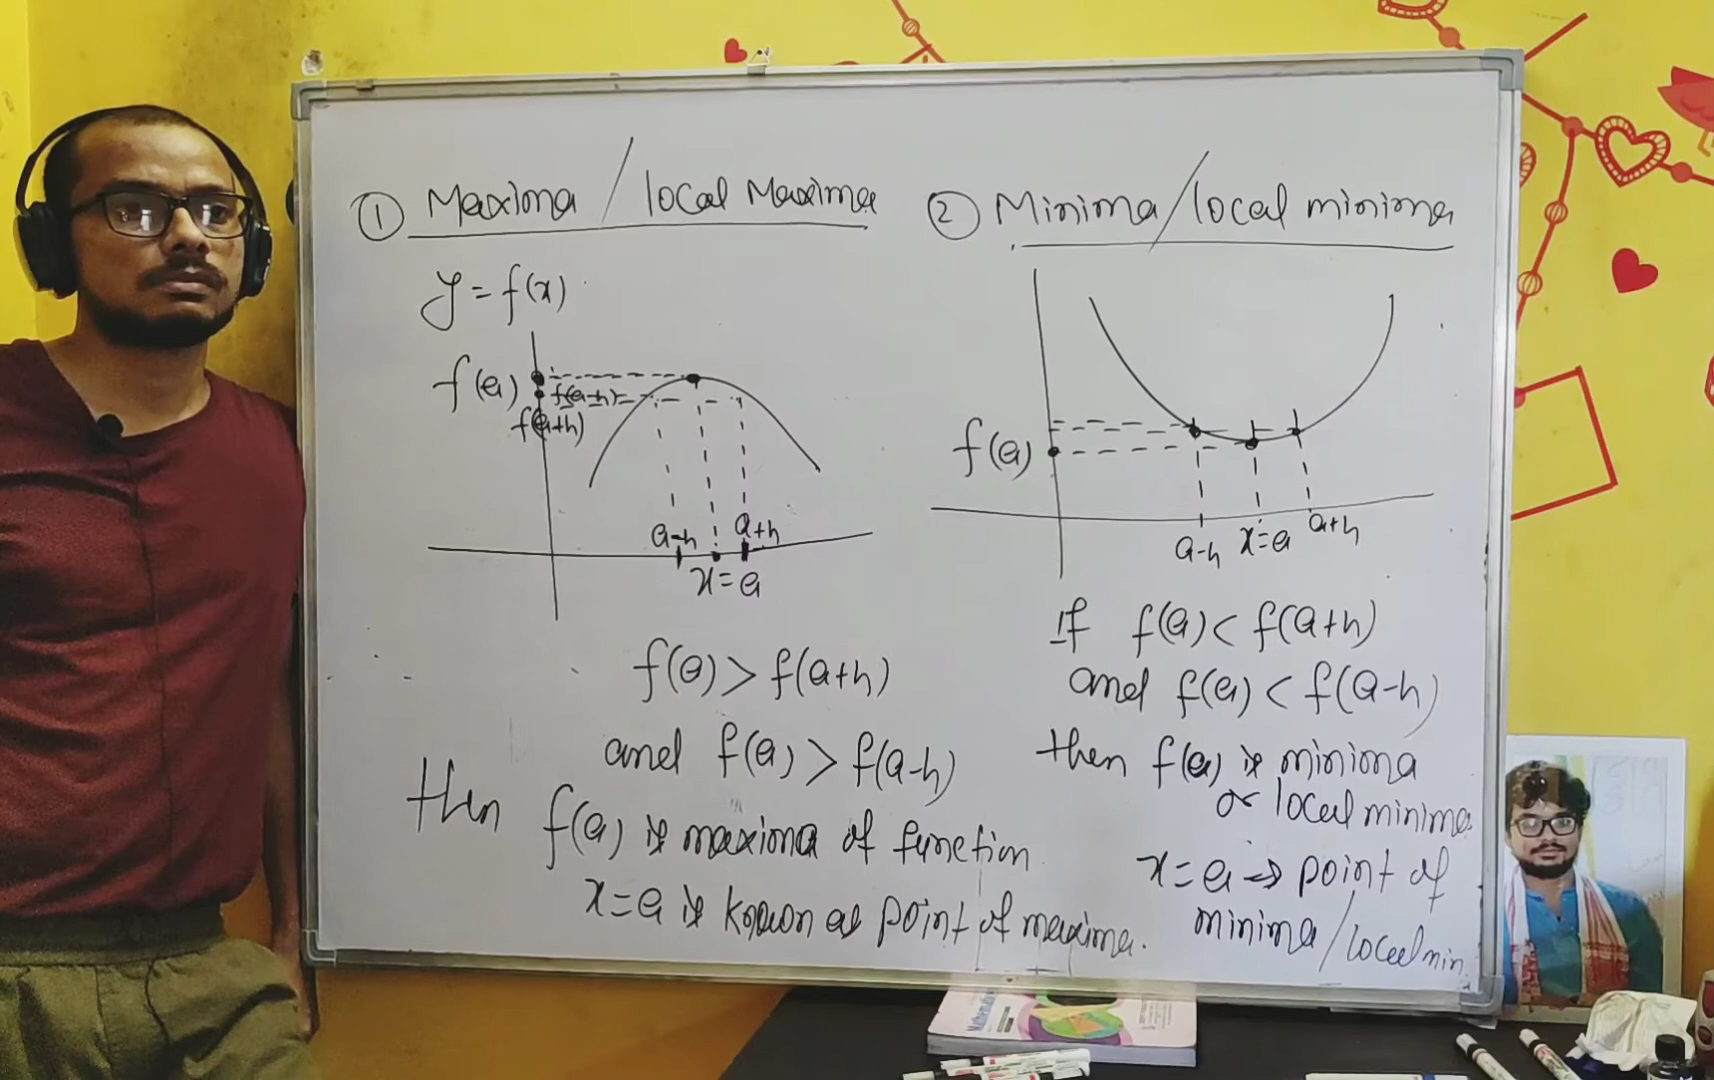 ① Maxima / local Maxima
y = f(x)
f(a)
f(a-h)
f(a+h)
a-h
a+h
x = a
f(a) > f(a+h)
and f(a) > f(a-h)
then f(a) is maxima of function
x = a is known as point of maxima.
② Minima / local minima
f(a)
a-h
x = a
a+h
If f(a) < f(a+h)
and f(a) < f(a-h)
then f(a) is minima
or local minima
x = a → point of
minima / local min.
Mathematics